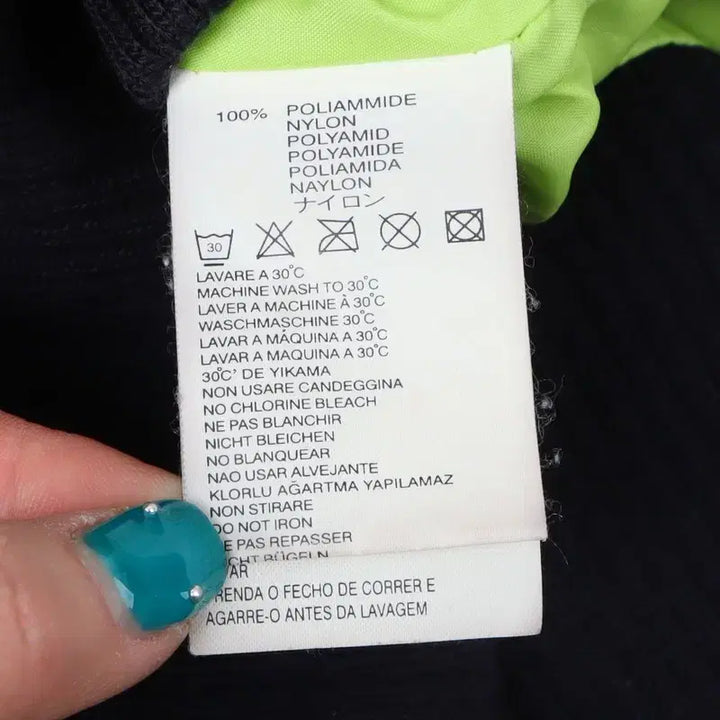 100% POLIAMMIDE
NYLON
POLYAMID
POLYAMIDE
POLIAMIDA
NAYLON
ナイロン
30
LAVARE A 30°C
MACHINE WASH TO 30°C
LAVER A MACHINE À 30°C
WASCHMASCHINE 30°C
LAVAR A MÁQUINA A 30°C
LAVAR A MAQUINA A 30°C
30°C' DE YIKAMA
NON USARE CANDEGGINA
NO CHLORINE BLEACH
NE PAS BLANCHIR
NICHT BLEICHEN
NO BLANQUEAR
NAO USAR ALVEJANTE
KLORLU AĞARTMA YAPILAMAZ
NON STIRARE
DO NOT IRON
PAS REPASSER
BÜGELN
O FECHO DE CORRER E
AGARRE-O ANTES DA LAVAGEM